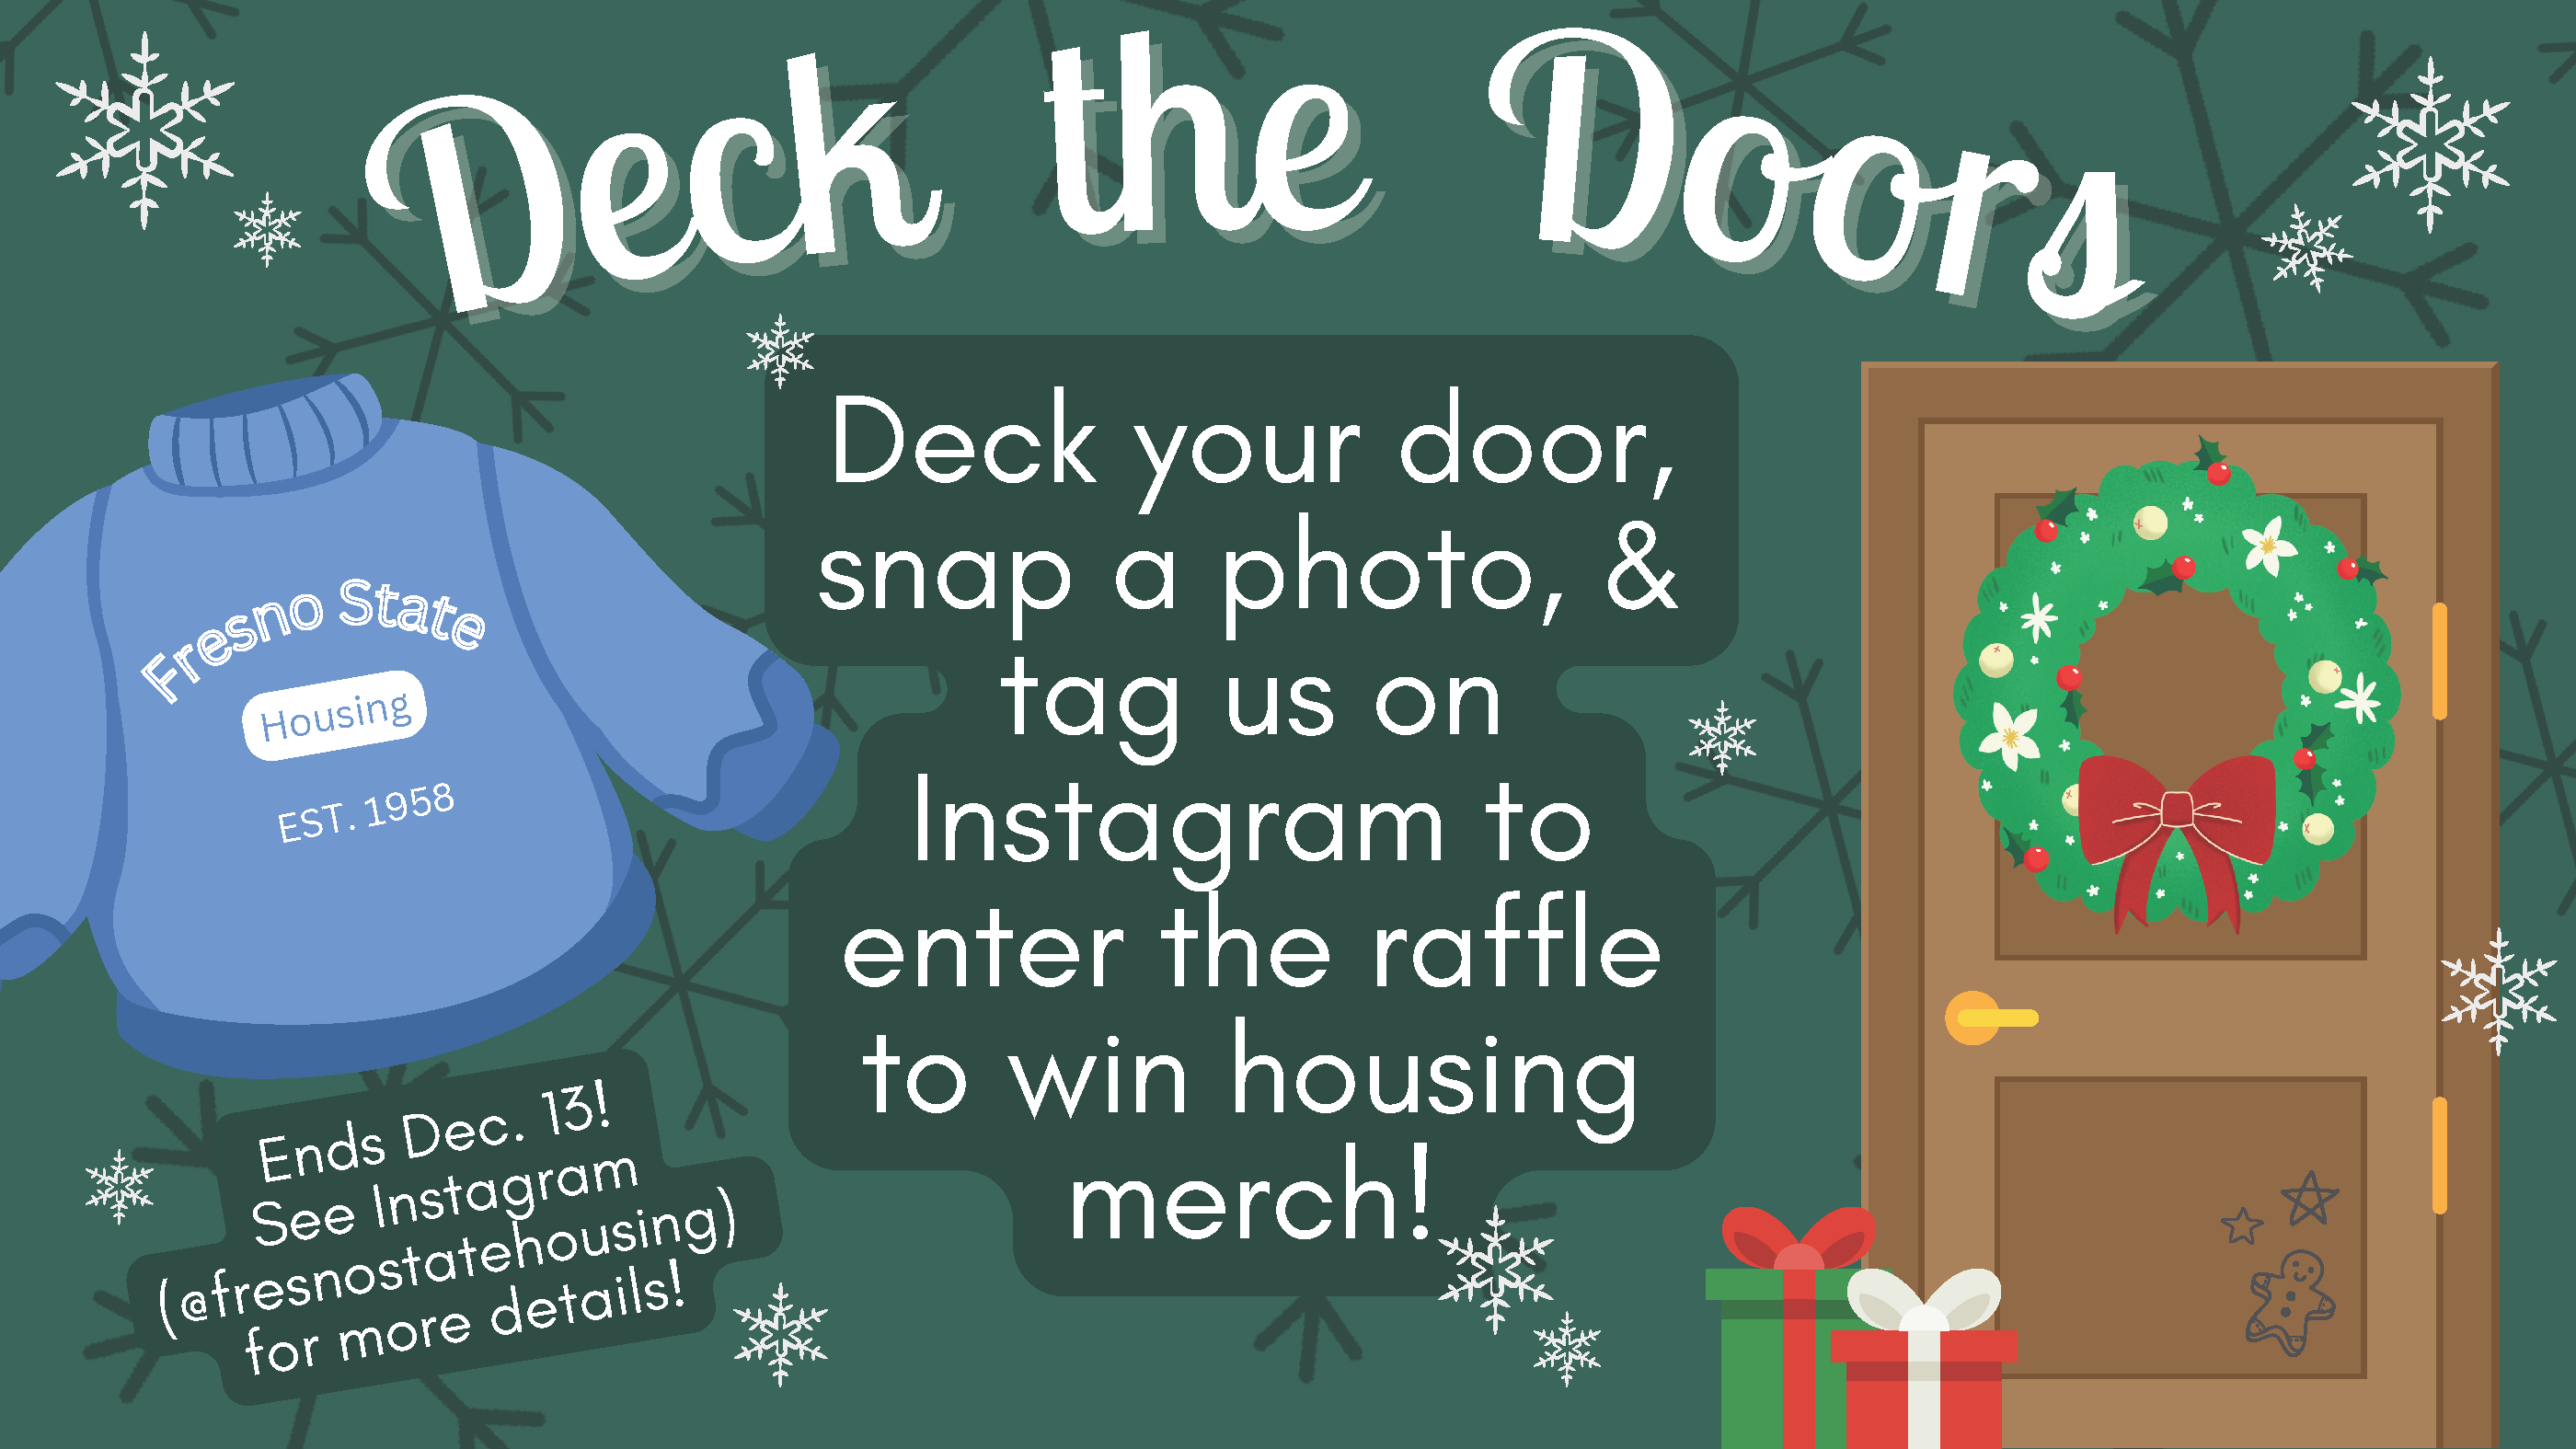 Deck the Doors
Deck your door,
snap a photo, &
tag us on
Instagram to
enter the raffle
to win housing
merch!
Fresno State
Housing
EST. 1958
Ends Dec. 13!
See Instagram
(@fresnostatehousing)
for more details!